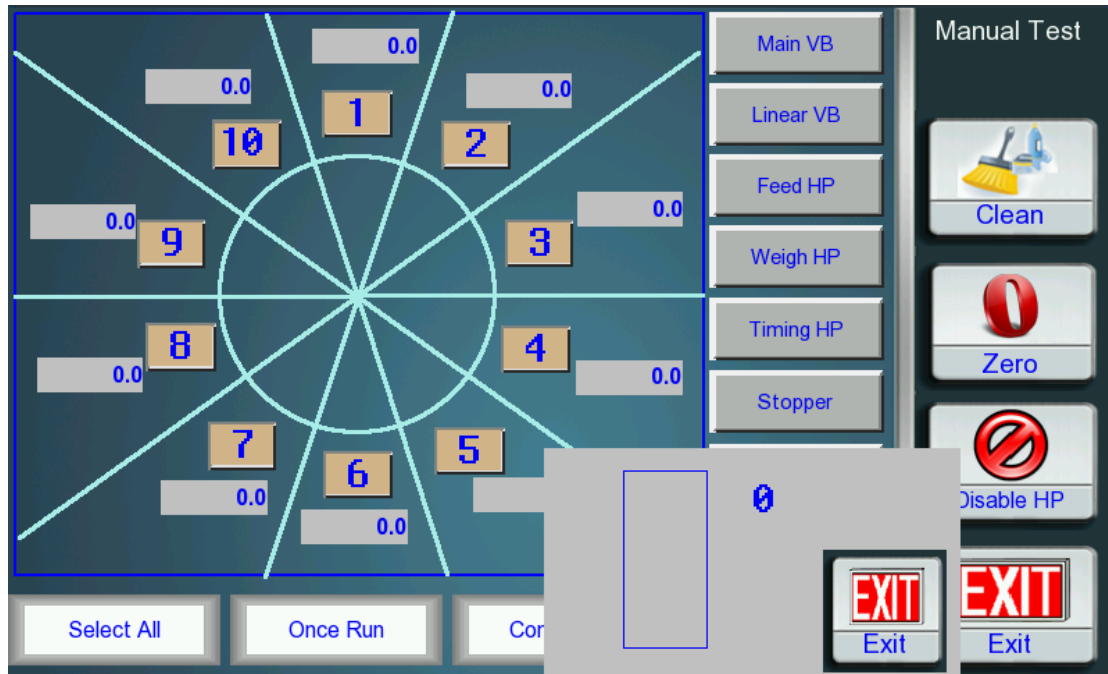 Manual Test
0.0
Main VB
0.0
0.0
1
Linear VB
10
2
Feed HP
0.0
0.0
Clean
9
3
Weigh HP
Timing HP
8
4
Zero
0.0
0.0
Stopper
7
5
6
0.0
0
Disable HP
0.0
EXIT
EXIT
Select All
Once Run
Exit
Exit